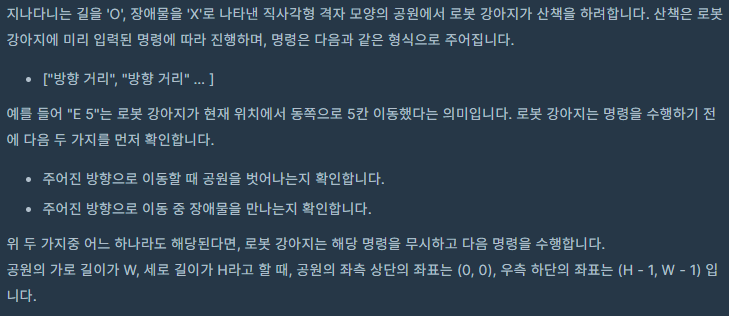 지나다니는 길을 'O', 장애물을 'X'로 나타낸 직사각형 격자 모양의 공원에서 로봇 강아지가 산책을 하려합니다. 산책은 로봇
강아지에 미리 입력된 명령에 따라 진행하며, 명령은 다음과 같은 형식으로 주어집니다.
• ["방향 거리", "방향 거리" … ]
예를 들어 "E 5"는 로봇 강아지가 현재 위치에서 동쪽으로 5칸 이동했다는 의미입니다. 로봇 강아지는 명령을 수행하기 전
에 다음 두 가지를 먼저 확인합니다.
• 주어진 방향으로 이동할 때 공원을 벗어나는지 확인합니다.
• 주어진 방향으로 이동 중 장애물을 만나는지 확인합니다.
위 두 가지중 어느 하나라도 해당된다면, 로봇 강아지는 해당 명령을 무시하고 다음 명령을 수행합니다.
공원의 가로 길이가 W, 세로 길이가 H라고 할 때, 공원의 좌측 상단의 좌표는 (0, 0), 우측 하단의 좌표는 (H - 1, W - 1) 입
니다.